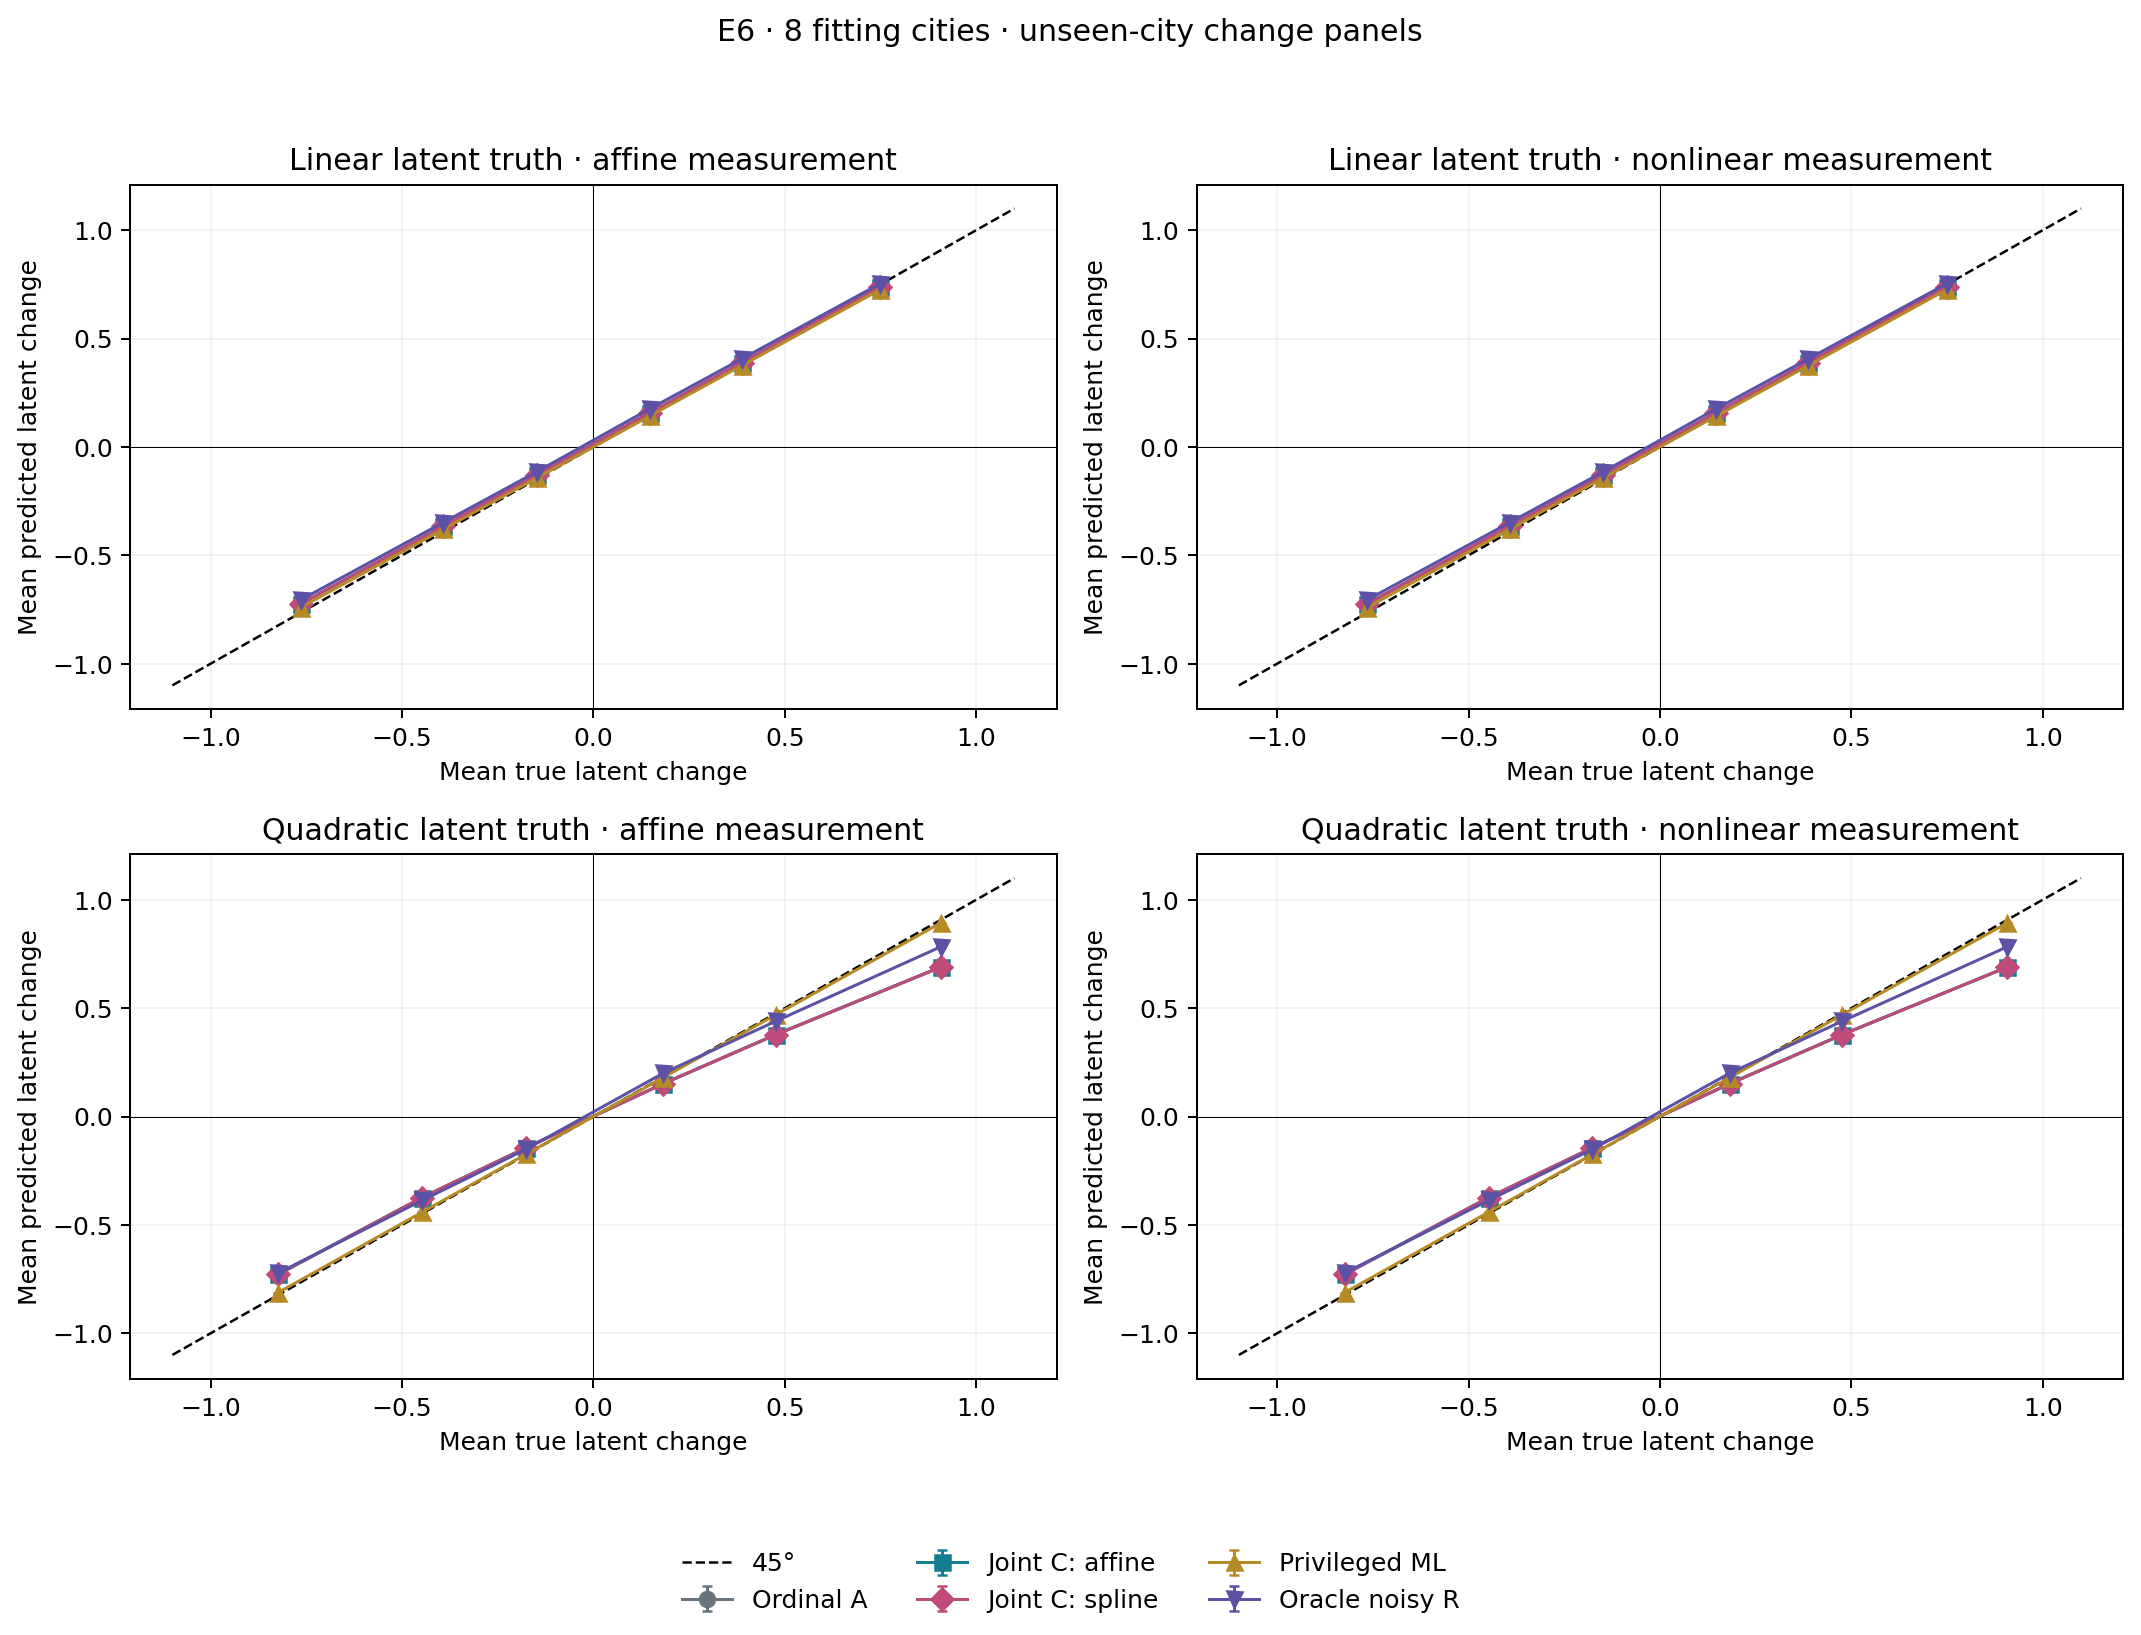 E6 · 8 fitting cities · unseen-city change panels
Linear latent truth · affine measurement
Mean predicted latent change
1.0
0.5
0.0
−0.5
−1.0
−1.0
−0.5
0.0
0.5
1.0
Mean true latent change
Linear latent truth · nonlinear measurement
Mean predicted latent change
1.0
0.5
0.0
−0.5
−1.0
−1.0
−0.5
0.0
0.5
1.0
Mean true latent change
Quadratic latent truth · affine measurement
Mean predicted latent change
1.0
0.5
0.0
−0.5
−1.0
−1.0
−0.5
0.0
0.5
1.0
Mean true latent change
Quadratic latent truth · nonlinear measurement
Mean predicted latent change
1.0
0.5
0.0
−0.5
−1.0
−1.0
−0.5
0.0
0.5
1.0
Mean true latent change
45°
Ordinal A
Joint C: affine
Joint C: spline
Privileged ML
Oracle noisy R